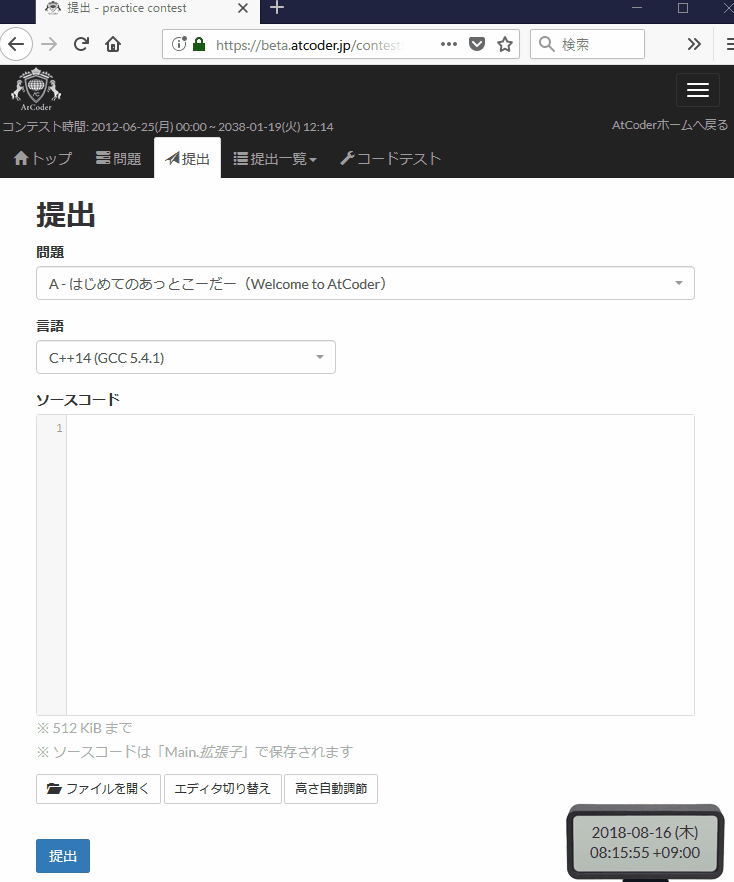 提出 - practice contest
https://beta.atcoder.jp/contest
検索
AtCoder
コンテスト時間: 2012-06-25(月) 00:00 ~ 2038-01-19(火) 12:14
AtCoderホームへ戻る
トップ 問題 提出 提出一覧 コードテスト
提出
問題
A - はじめてのあっとこーだー（Welcome to AtCoder）
言語
C++14 (GCC 5.4.1)
ソースコード
1
※ 512 KiB まで
※ ソースコードは「Main.拡張子」で保存されます
ファイルを開く エディタ切り替え 高さ自動調節
提出
2018-08-16 (木)
08:15:55 +09:00